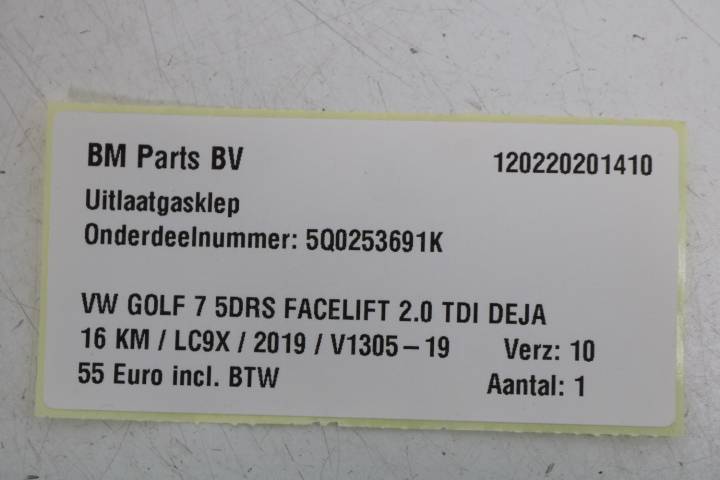 BM Parts BV 120220201410
Uitlaatgasklep
Onderdeelnummer: 5Q0253691K
VW GOLF 7 5DRS FACELIFT 2.0 TDI DEJA
16 KM / LC9X / 2019 / V1305-19 Verz: 10
55 Euro incl. BTW Aantal: 1